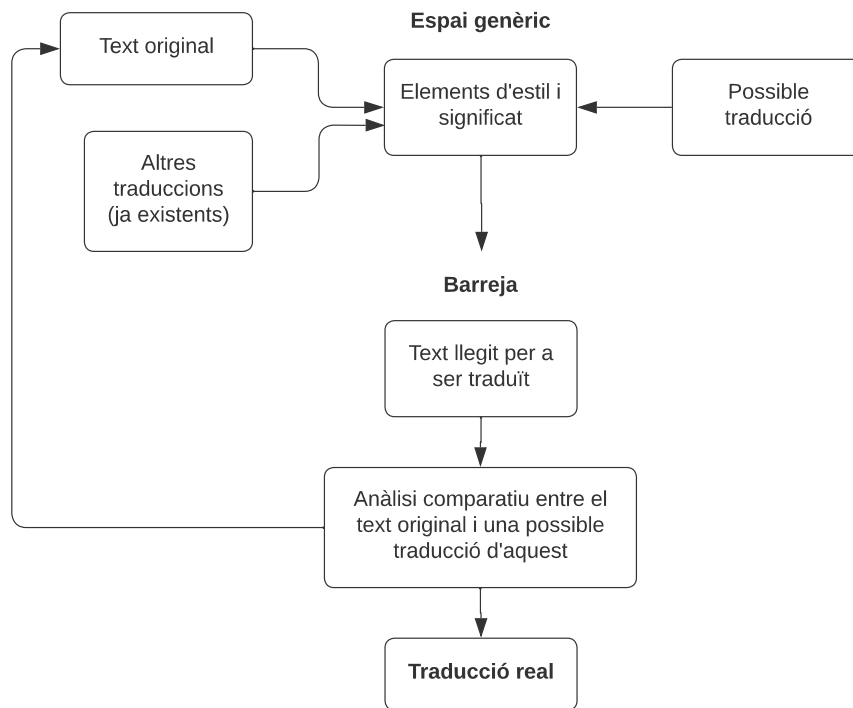 Espai genèric
Text original
Elements d'estil i
significat
Possible
traducció
Altres
traduccions
(ja existents)
Barreja
Text llegit per a
ser traduït
Anàlisi comparatiu entre el
text original i una possible
traducció d'aquest
Traducció real